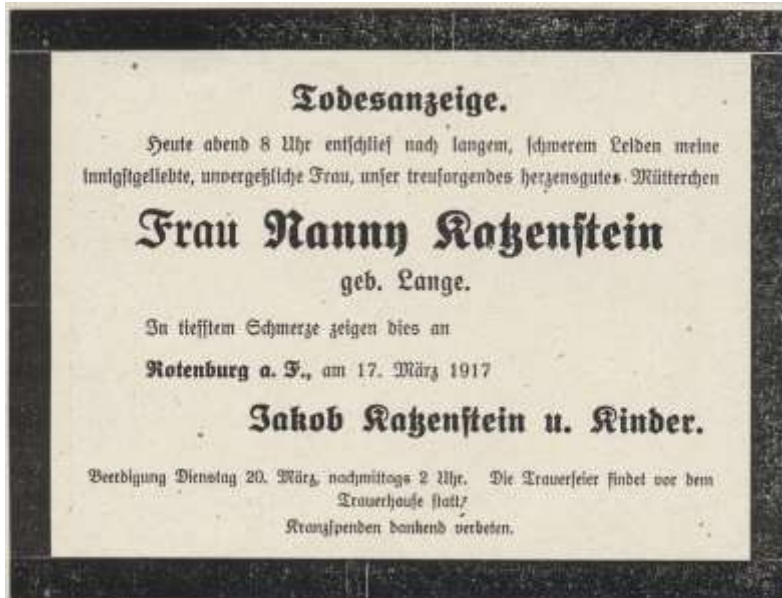 Todesanzeige.
Heute abend 8 Uhr entschlief nach langem, schwerem Leiden meine
innigstgeliebte, unvergeßliche Frau, unser treusorgendes herzensgutes Mütterchen
Frau Nanny Katzenstein
geb. Lange.
In tiefstem Schmerze zeigen dies an
Rotenburg a. F., am 17. März 1917
Jakob Katzenstein u. Kinder.
Beerdigung Dienstag 20. März, nachmittags 2 Uhr. Die Trauerfeier findet vor dem
Trauerhause statt.
Kranzspenden dankend verbeten.